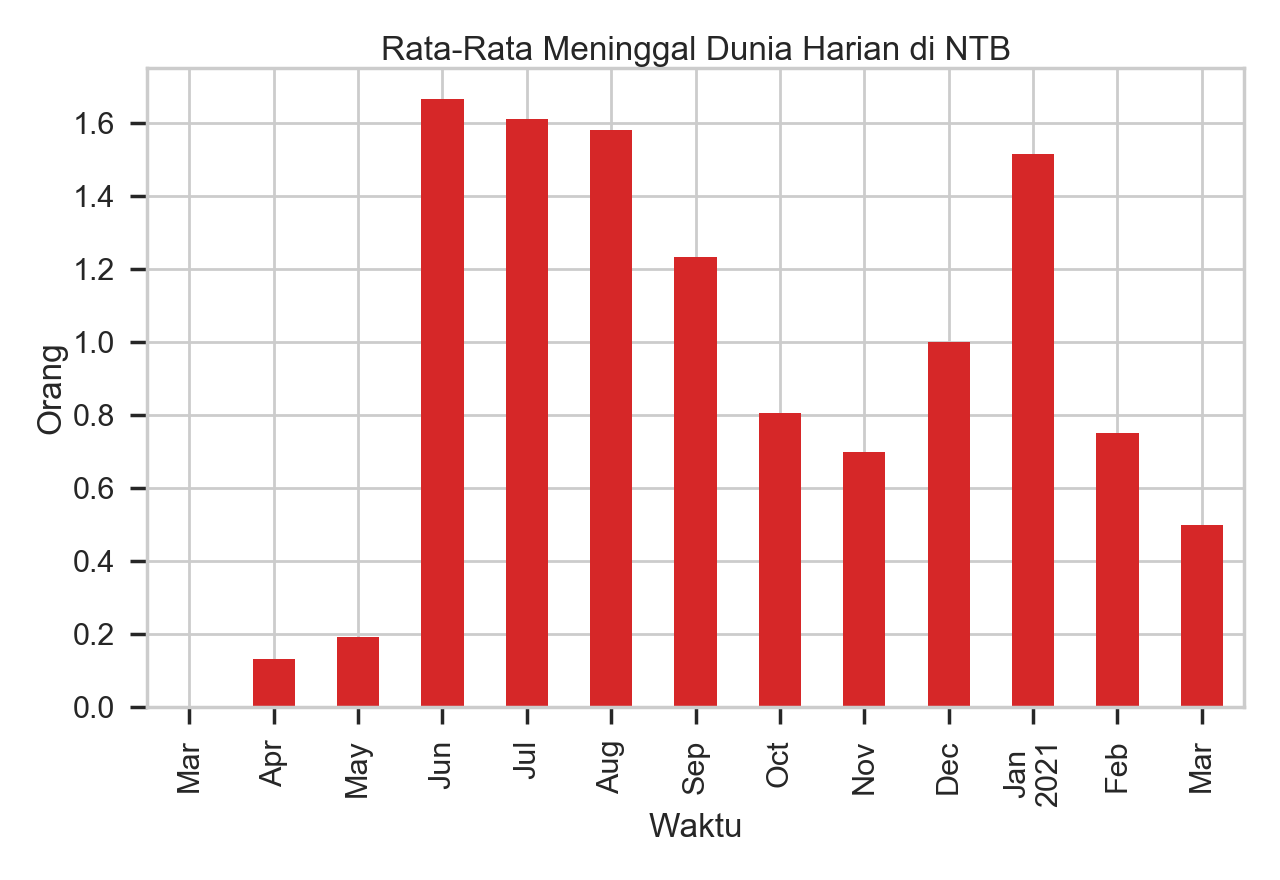 Rata-Rata Meninggal Dunia Harian di NTB
Orang
1.6
1.4
1.2
1.0
0.8
0.6
0.4
0.2
0.0
Mar
Apr
May
Jun
Jul
Aug
Sep
Oct
Nov
Dec
Jan
2021
Feb
Mar
Waktu